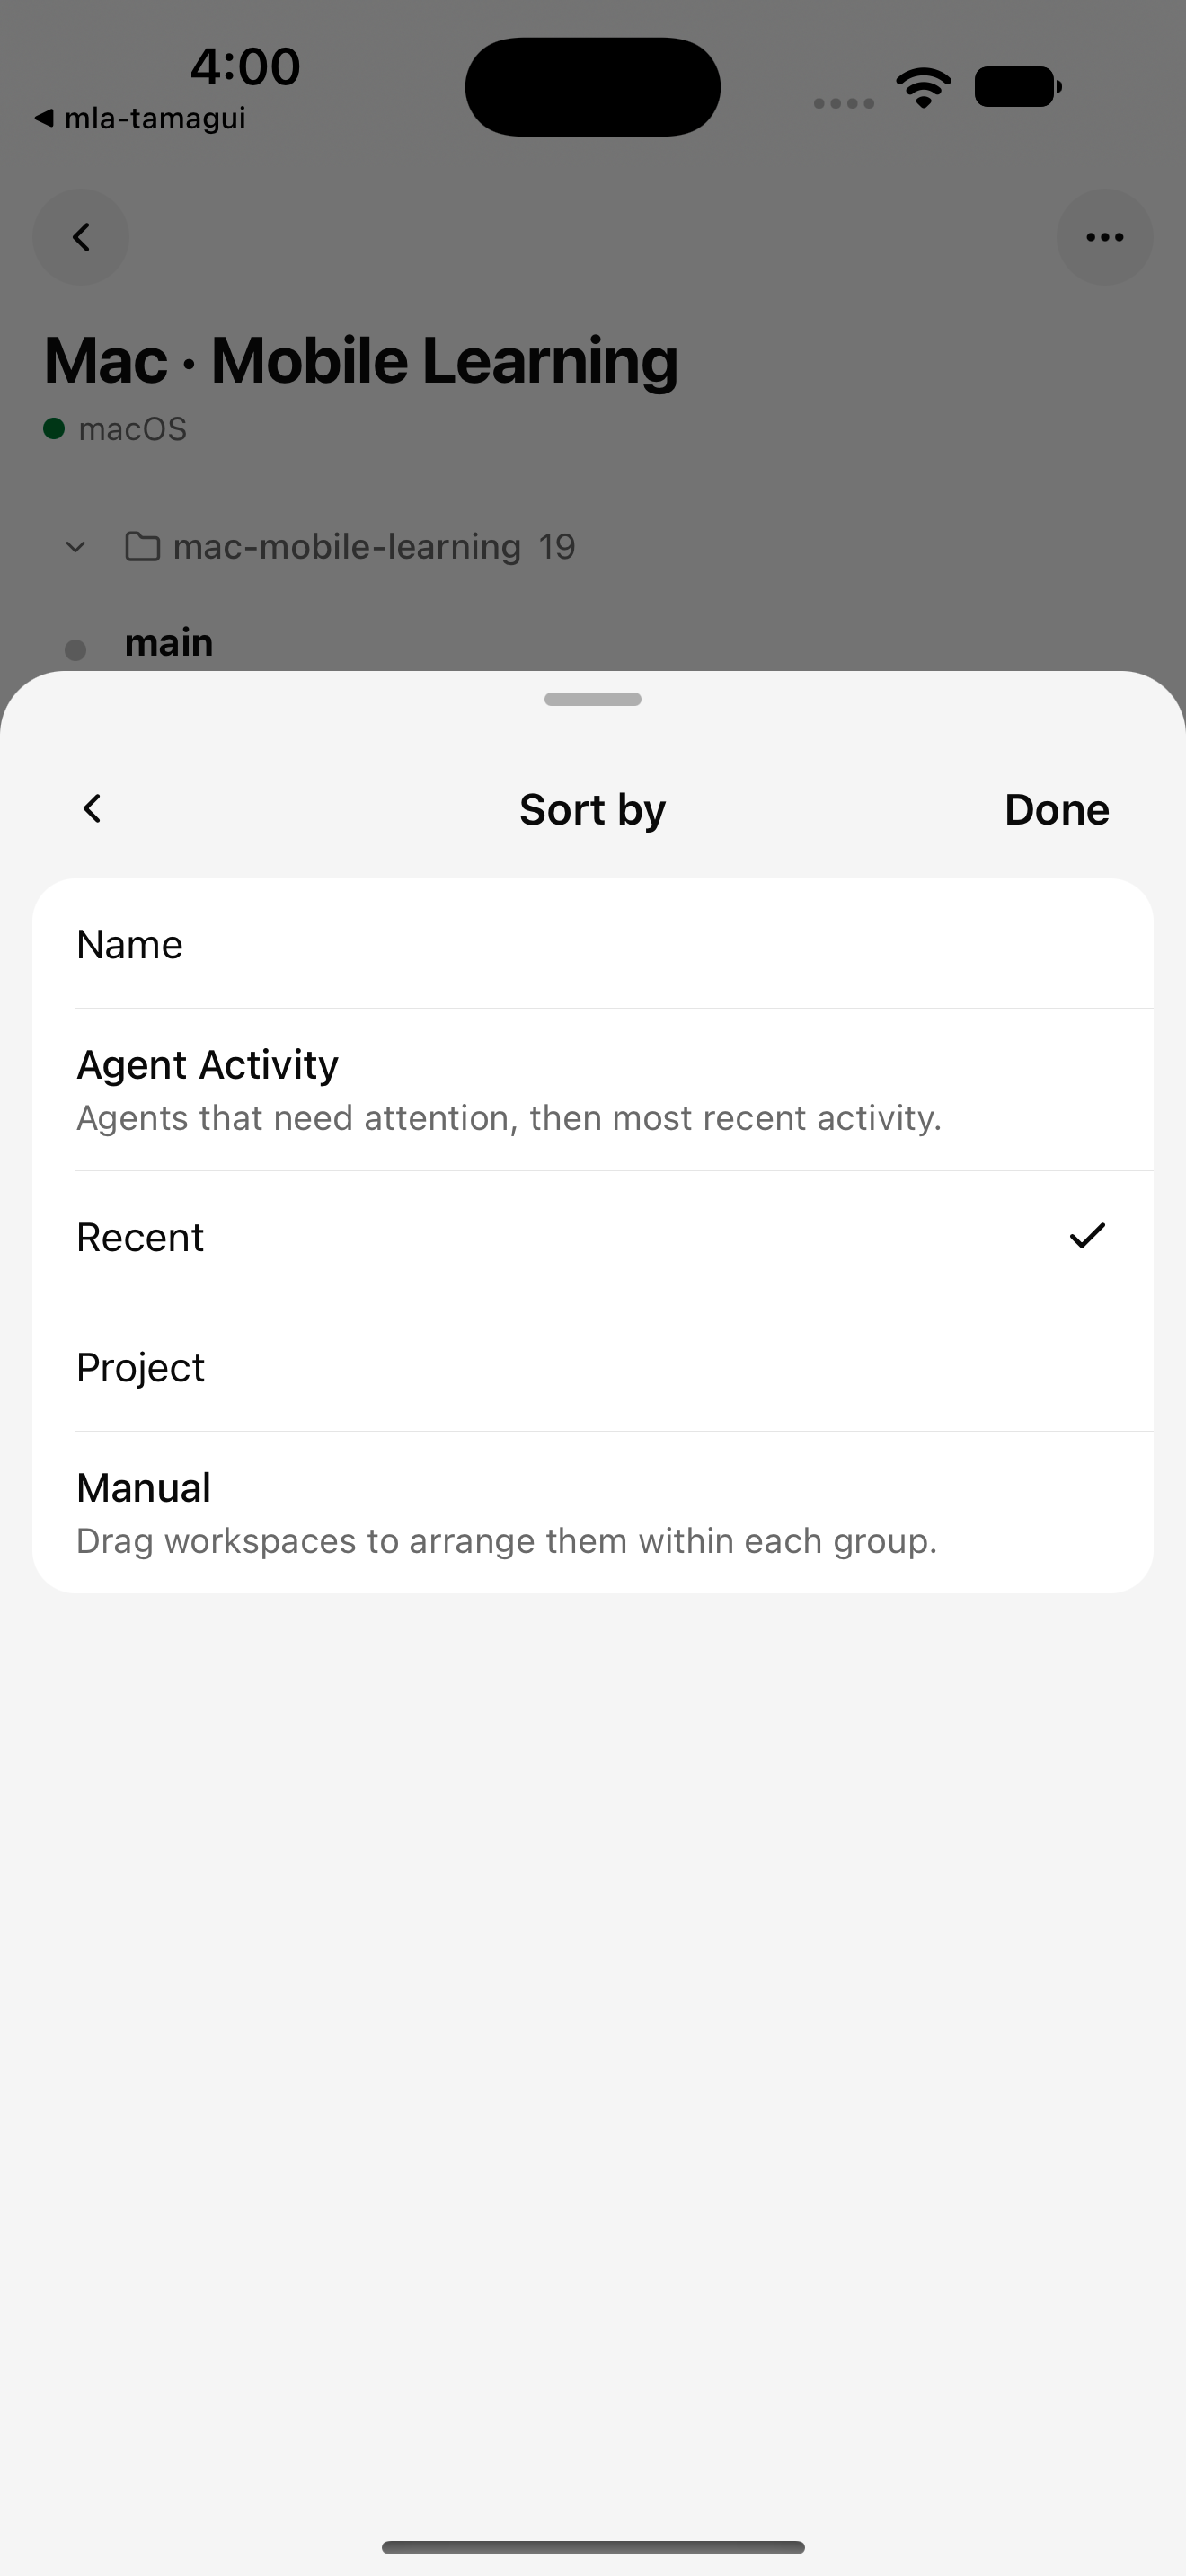 4:00
mla-tamagui
Mac · Mobile Learning
macOS
mac-mobile-learning 19
main
Sort by
Done
Name
Agent Activity
Agents that need attention, then most recent activity.
Recent
Project
Manual
Drag workspaces to arrange them within each group.